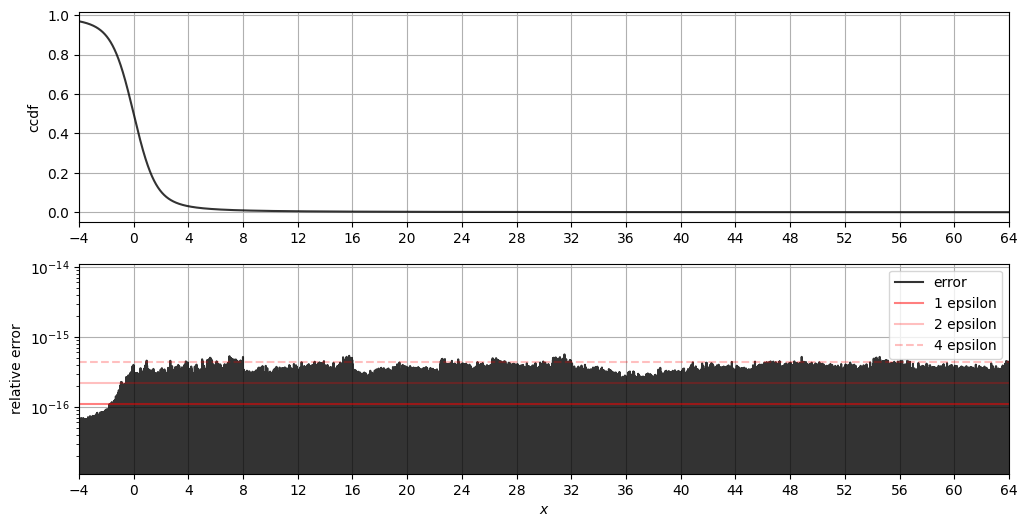 1.0
0.8
0.6
0.4
0.2
0.0
ccdf
−4 0 4 8 12 16 20 24 28 32 36 40 44 48 52 56 60 64
10⁻¹⁴
10⁻¹⁵
10⁻¹⁶
relative error
error
1 epsilon
2 epsilon
4 epsilon
−4 0 4 8 12 16 20 24 28 32 36 40 44 48 52 56 60 64
x